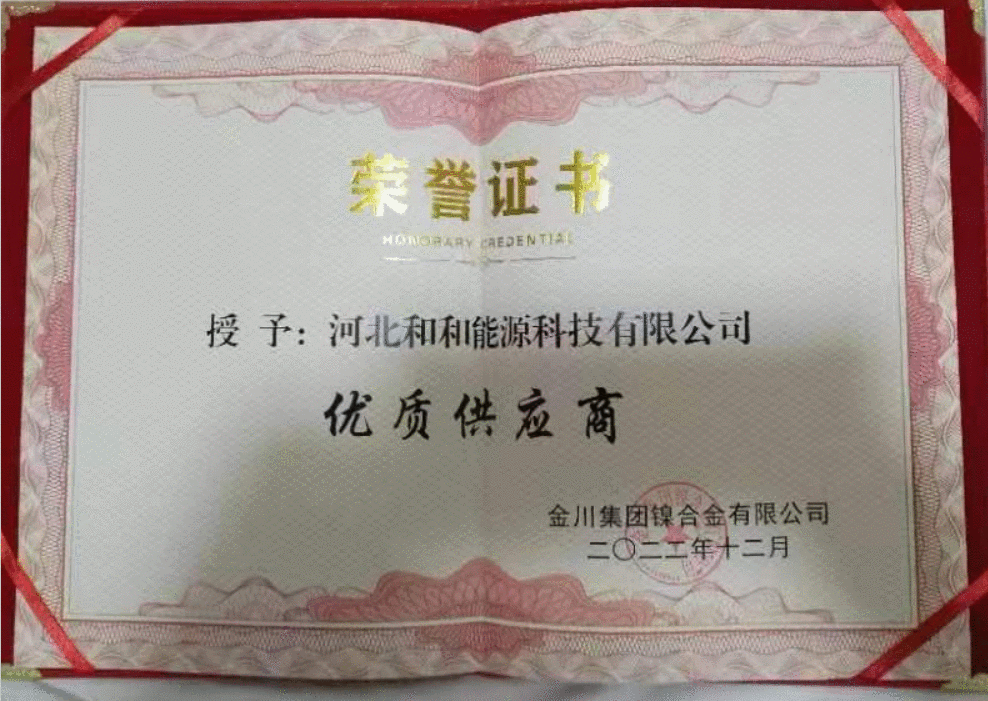 荣誉证书
HONORARY CREDENTIAL
授 予：河北和和能源科技有限公司
优质供应商
金川集团镍合金有限公司
二〇二二年十二月